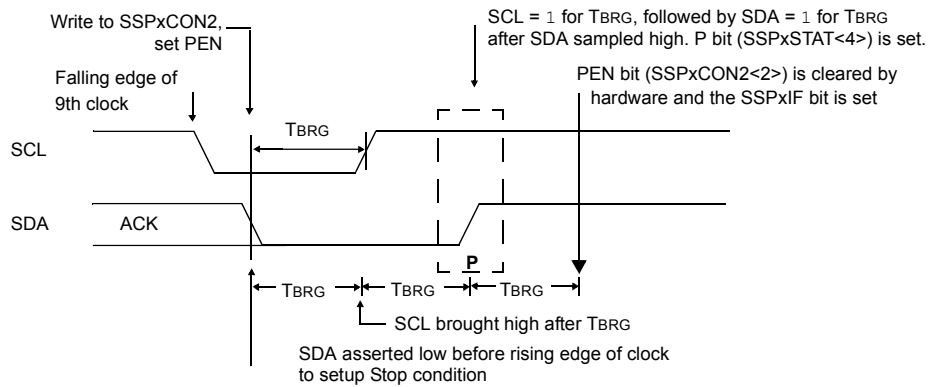 Write to SSPxCON2,
set PEN
SCL = 1 for TBRG, followed by SDA = 1 for TBRG
after SDA sampled high. P bit (SSPxSTAT<4>) is set.
Falling edge of
9th clock
PEN bit (SSPxCON2<2>) is cleared by
hardware and the SSPxIF bit is set
TBRG
SCL
SDA
ACK
P
TBRG
TBRG
TBRG
SCL brought high after TBRG
SDA asserted low before rising edge of clock
to setup Stop condition